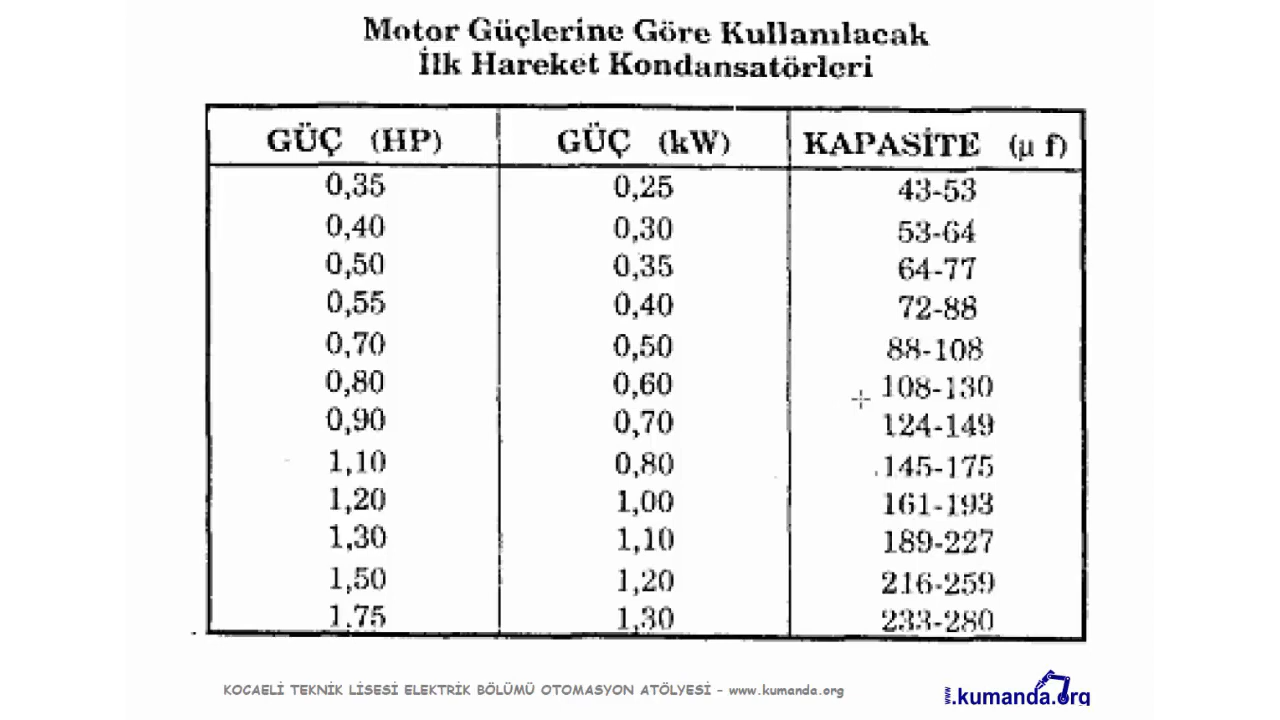 Motor Güçlerine Göre Kullanılacak
İlk Hareket Kondansatörleri
GÜÇ (HP) GÜÇ (kW) KAPASİTE (µ f)
0,35 0,25 43-53
0,40 0,30 53-64
0,50 0,35 64-77
0,55 0,40 72-88
0,70 0,50 88-108
0,80 0,60 108-130
0,90 0,70 124-149
1,10 0,80 145-175
1,20 1,00 161-193
1,30 1,10 189-227
1,50 1,20 216-259
1,75 1,30 233-280
KOCAELİ TEKNİK LİSESİ ELEKTRİK BÖLÜMÜ OTOMASYON ATÖLYESİ - www.kumanda.org
www.kumanda.org